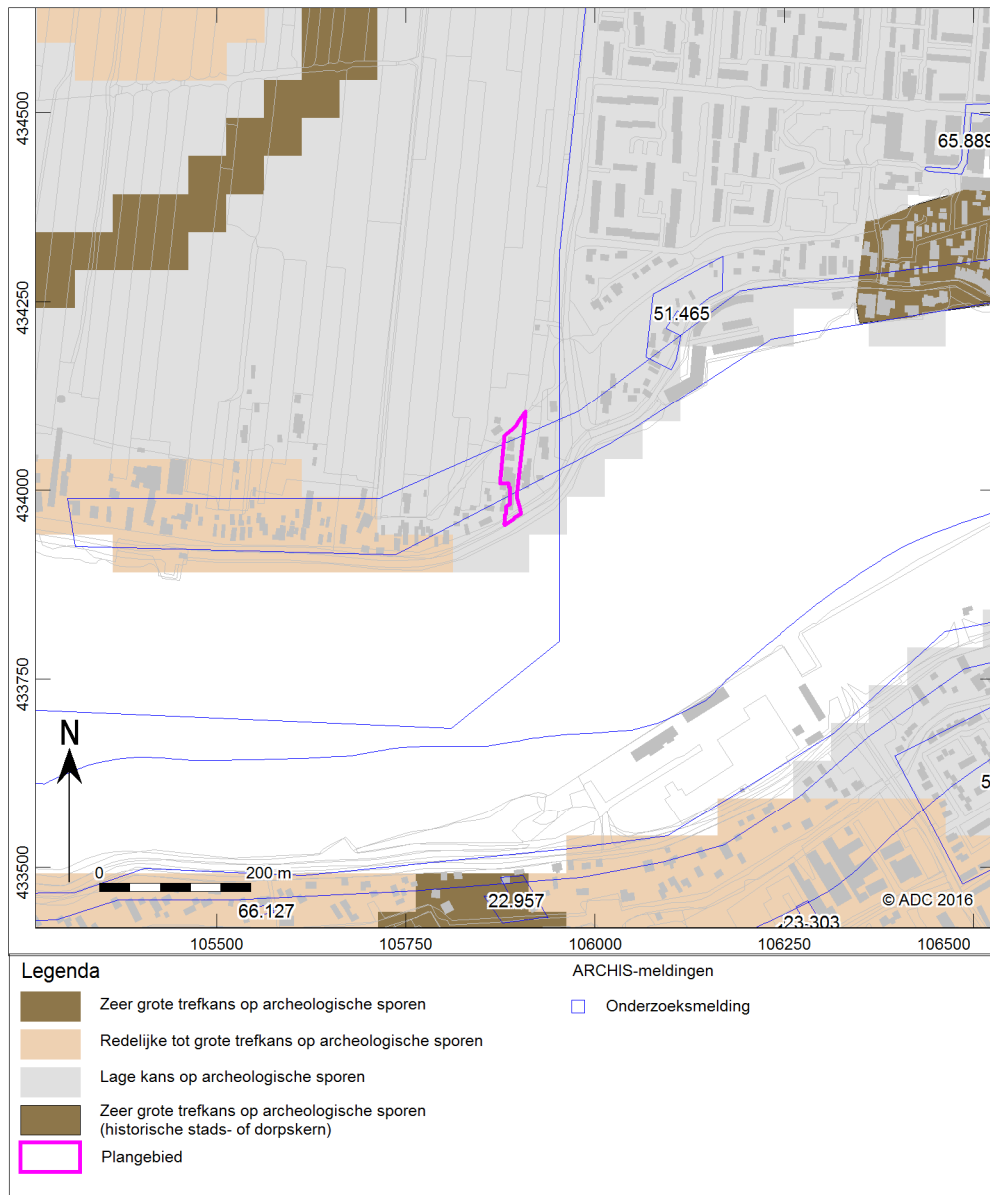 434500
434250
434000
433750
433500
65.889
51.465
N
0 200 m
66.127
22.957
23.303
5
© ADC 2016
105500 105750 106000 106250 106500
Legenda
Zeer grote trefkans op archeologische sporen
Redelijke tot grote trefkans op archeologische sporen
Lage kans op archeologische sporen
Zeer grote trefkans op archeologische sporen
(historische stads- of dorpskern)
Plangebied
ARCHIS-meldingen
Onderzoeksmelding